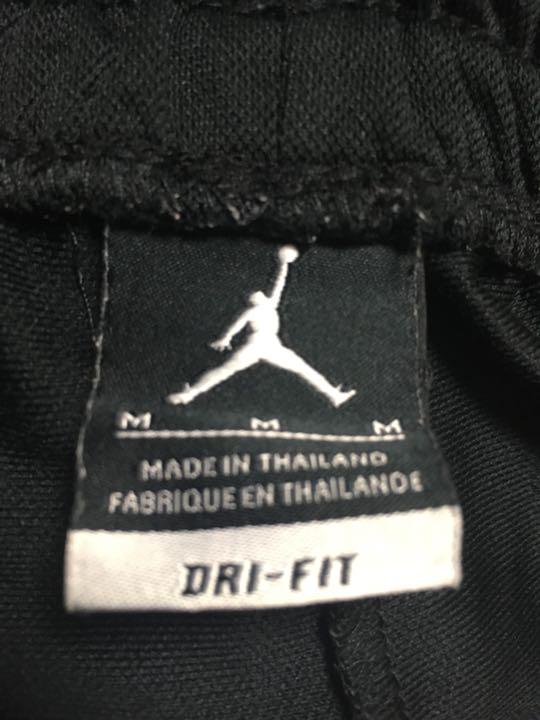 M M M
MADE IN THAILAND
FABRIQUE EN THAILANDE
DRI-FIT